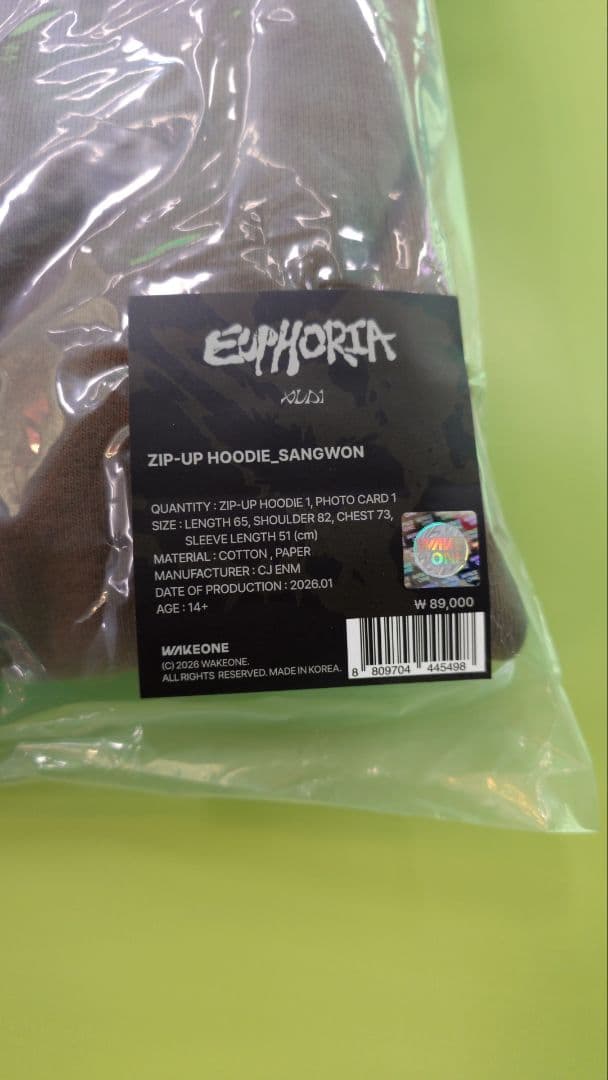 EUPHORIA
ZIP-UP HOODIE_SANGWON
QUANTITY : ZIP-UP HOODIE 1, PHOTO CARD 1
SIZE : LENGTH 65, SHOULDER 82, CHEST 73,
SLEEVE LENGTH 51 (cm)
MATERIAL : COTTON , PAPER
MANUFACTURER : CJ ENM
DATE OF PRODUCTION : 2026.01
AGE : 14+
WAKE
ONE
₩ 89,000
WAKEONE
(C) 2026 WAKEONE.
ALL RIGHTS RESERVED. MADE IN KOREA.
8 809704 445498